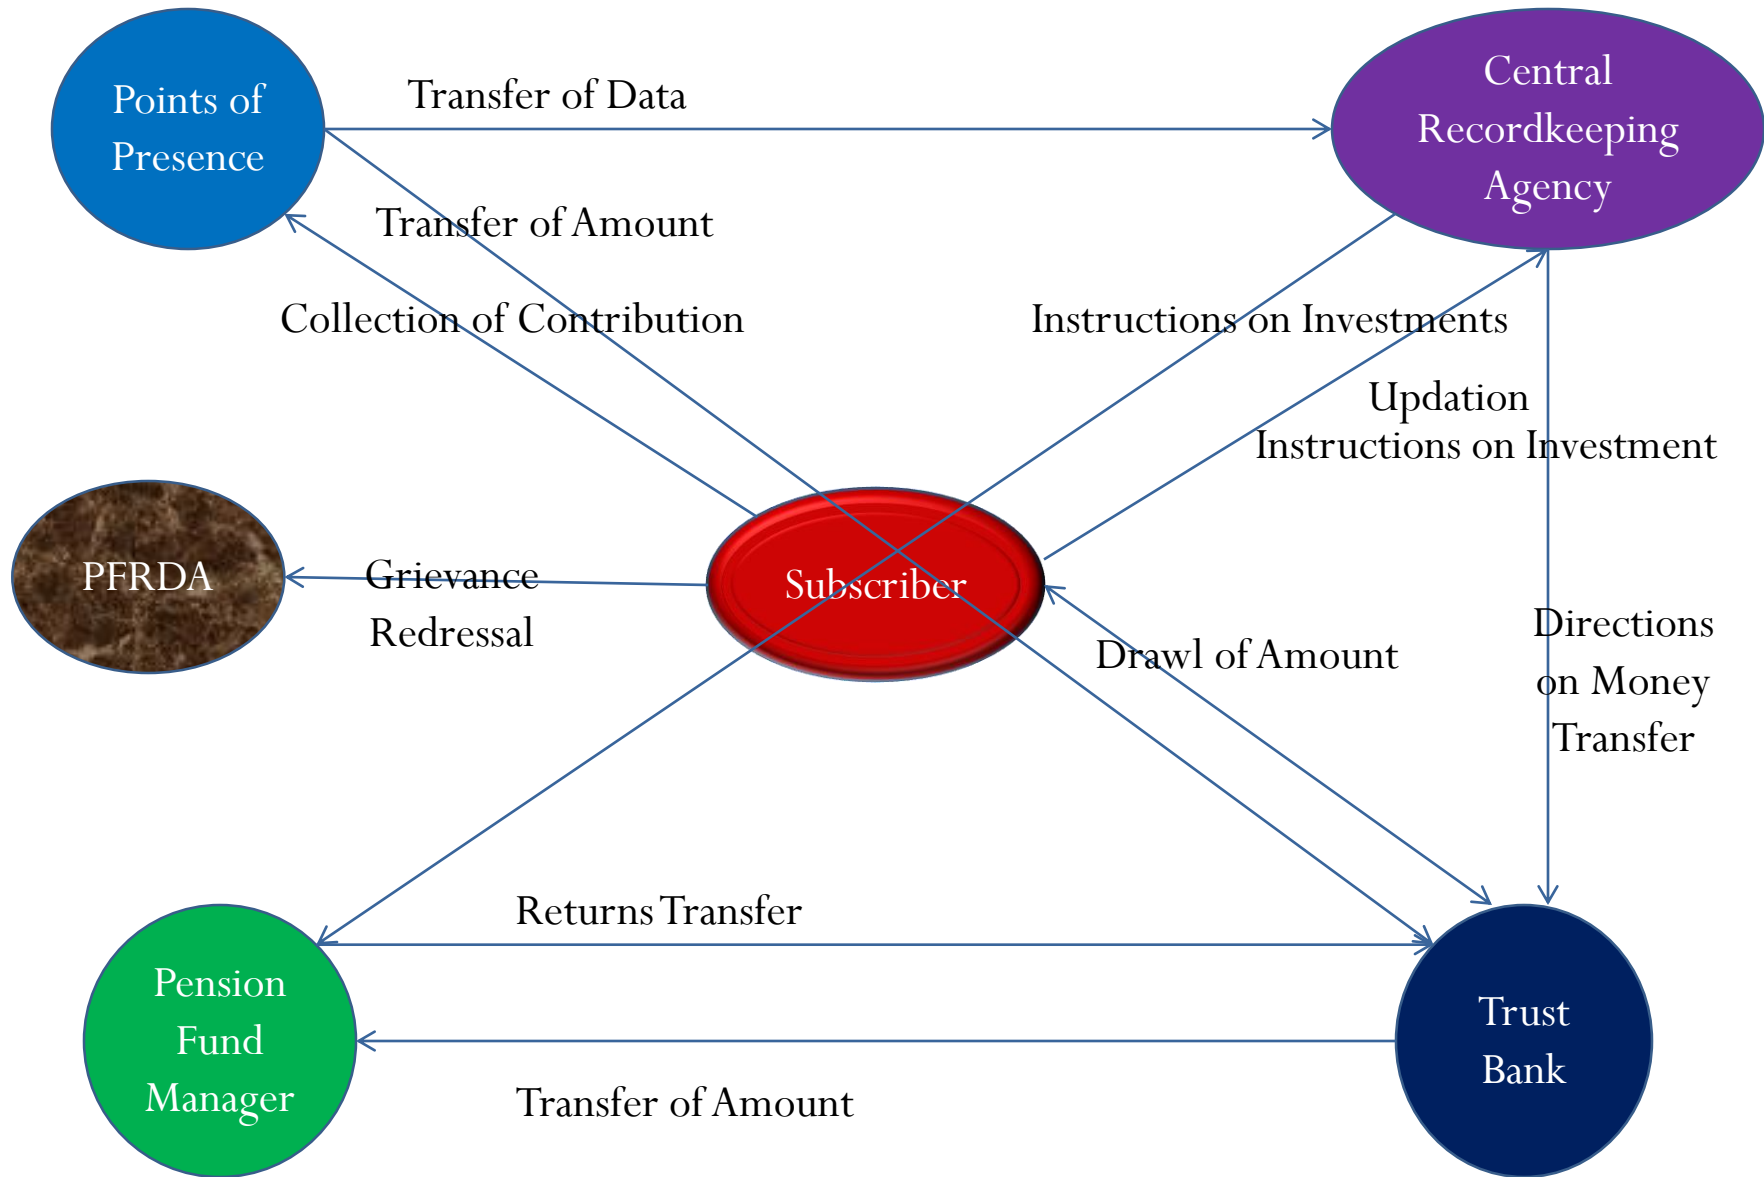 Points of
Presence
Transfer of Data
Central
Recordkeeping
Agency
Transfer of Amount
Collection of Contribution
Instructions on Investments
Updation
Instructions on Investment
PFRDA
Grievance
Redressal
Subscriber
Drawl of Amount
Directions
on Money
Transfer
Returns Transfer
Pension
Fund
Manager
Trust
Bank
Transfer of Amount